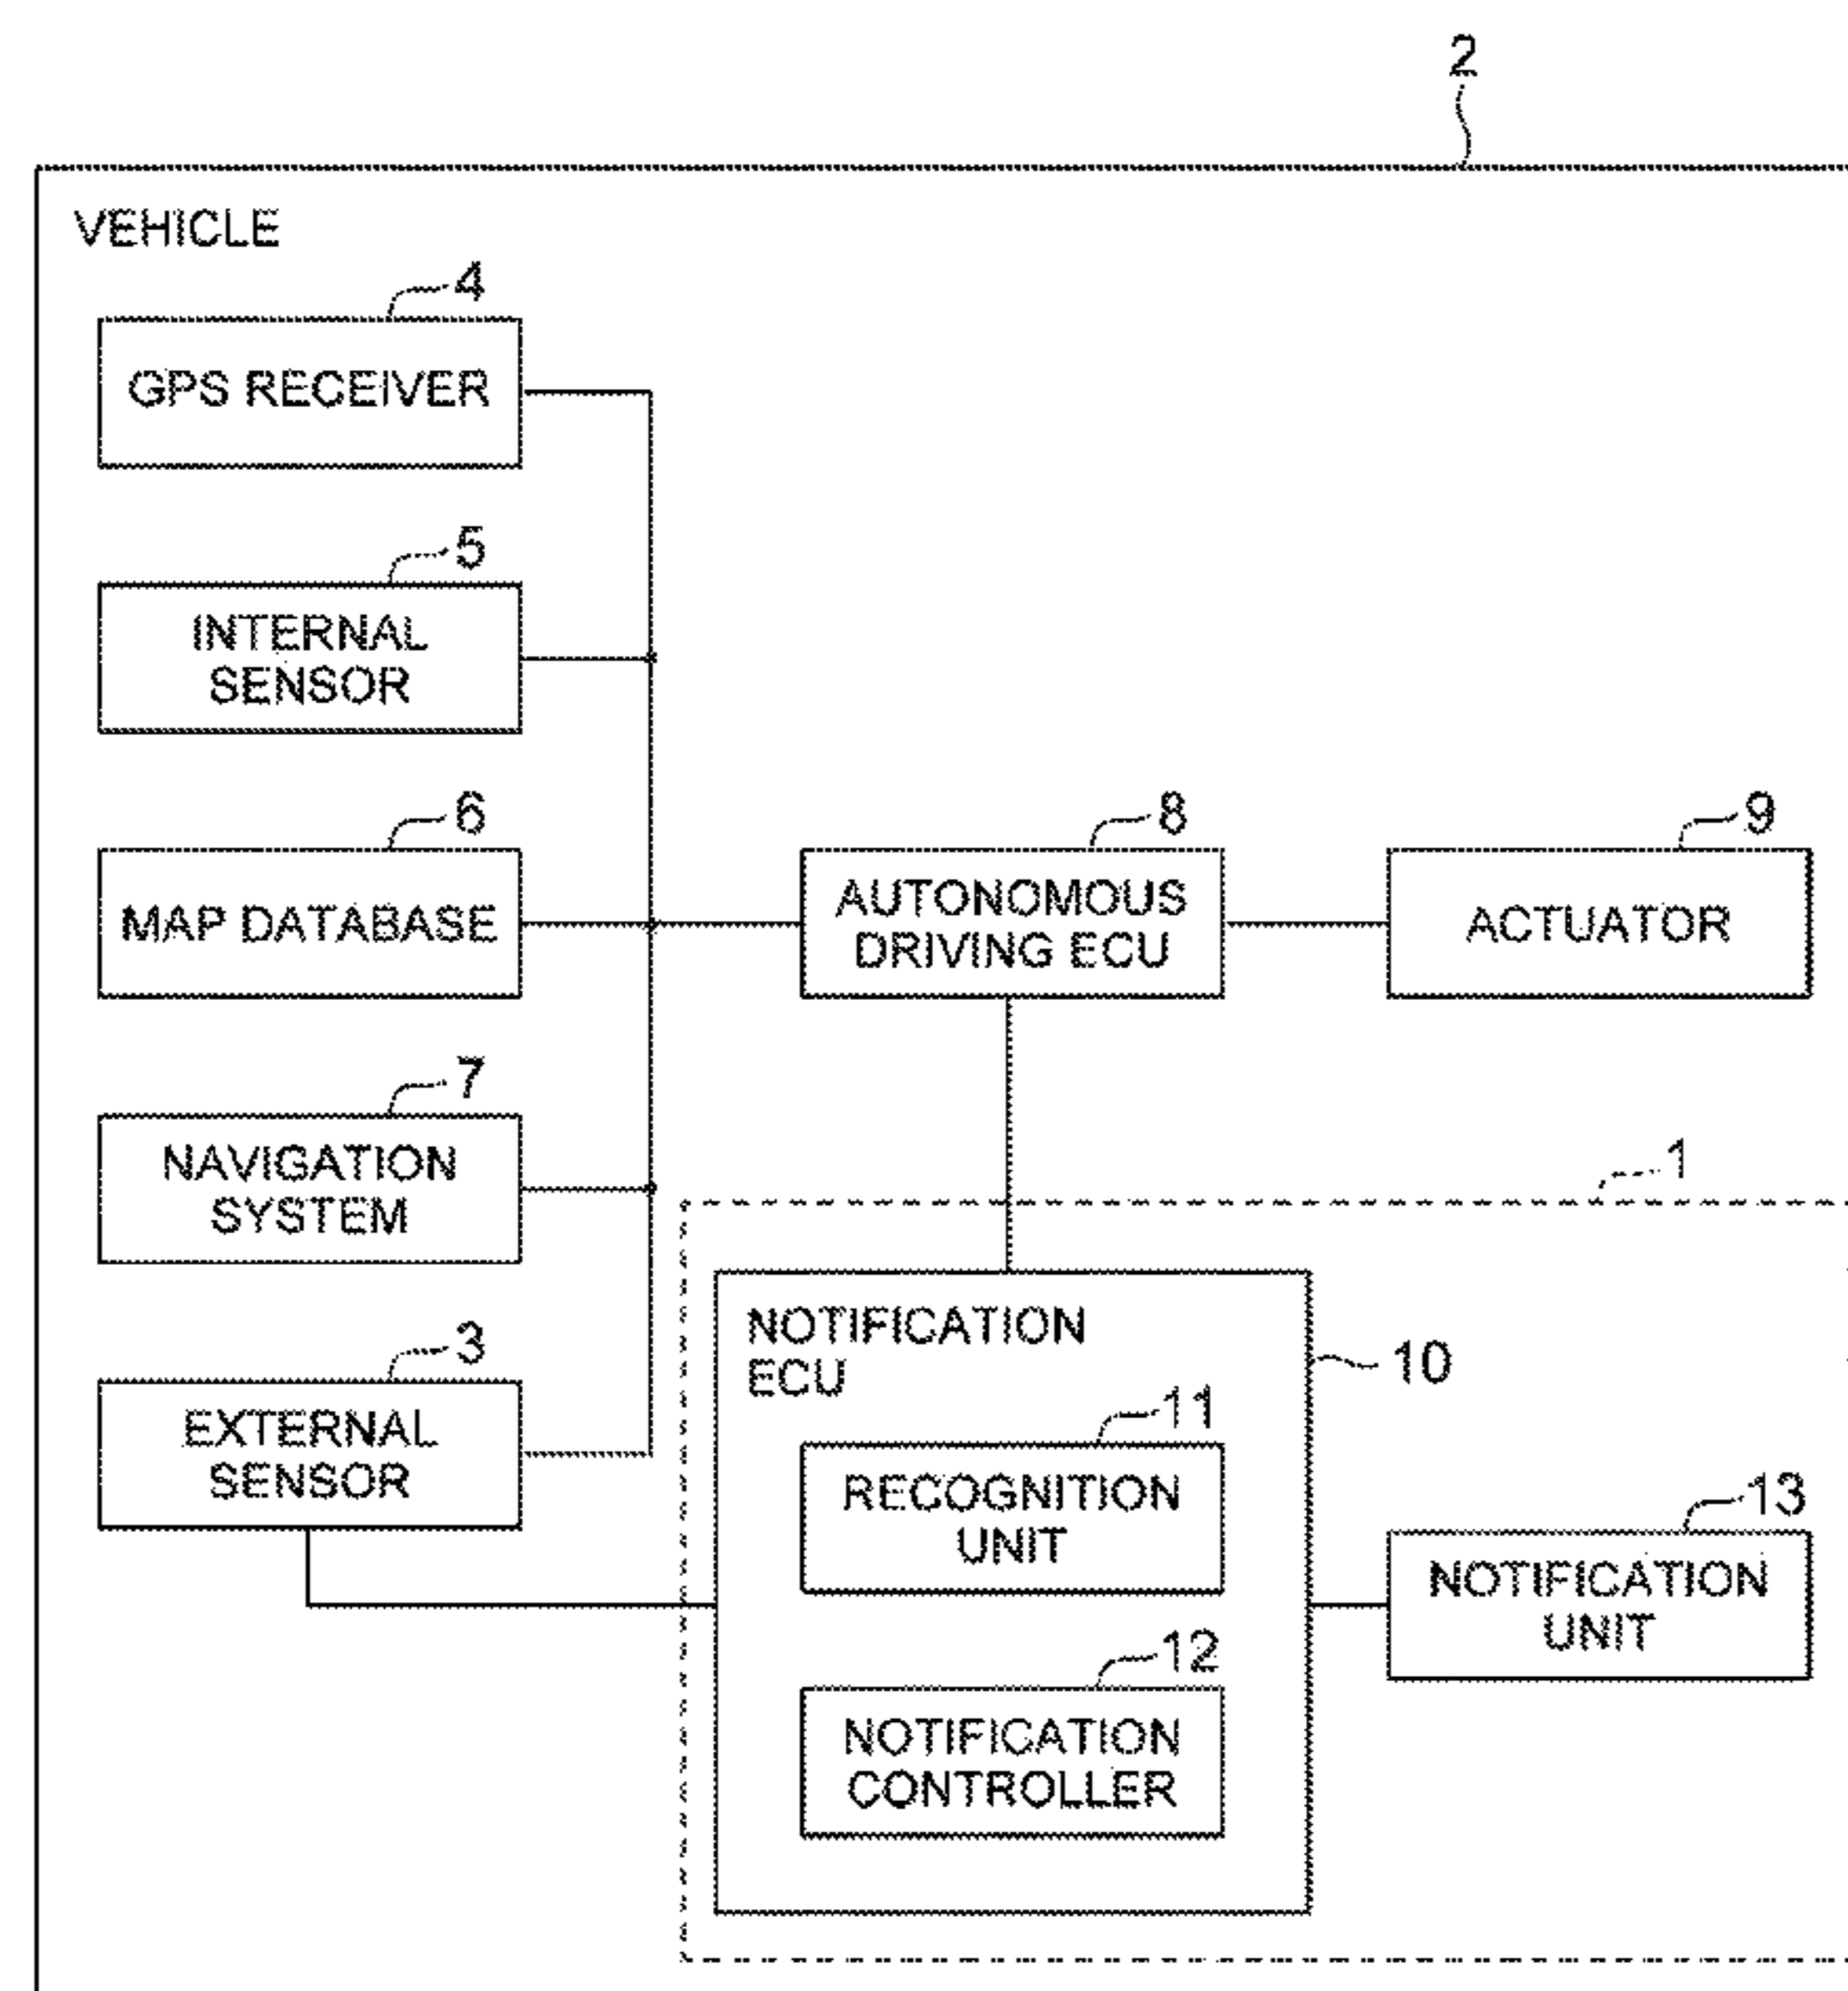 2
VEHICLE
4
GPS RECEIVER
5
INTERNAL
SENSOR
6
MAP DATABASE
8
AUTONOMOUS
DRIVING ECU
9
ACTUATOR
7
NAVIGATION
SYSTEM
1
3
EXTERNAL
SENSOR
NOTIFICATION
ECU
10
11
RECOGNITION
UNIT
12
NOTIFICATION
CONTROLLER
13
NOTIFICATION
UNIT